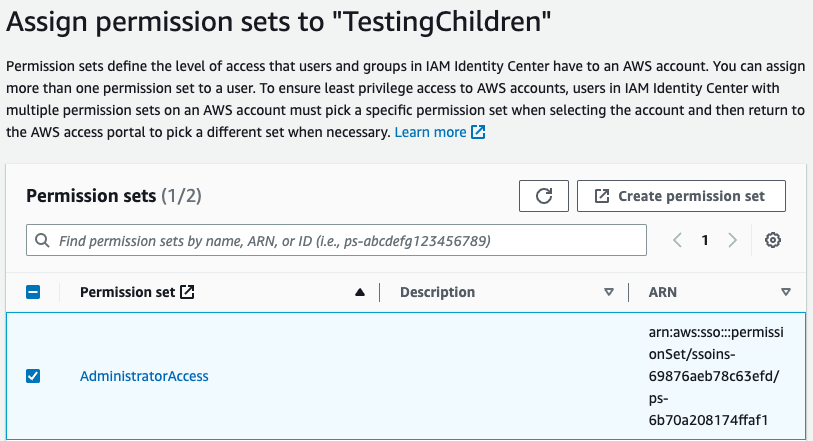 Assign permission sets to "TestingChildren"
Permission sets define the level of access that users and groups in IAM Identity Center have to an AWS account. You can assign
more than one permission set to a user. To ensure least privilege access to AWS accounts, users in IAM Identity Center with
multiple permission sets on an AWS account must pick a specific permission set when selecting the account and then return to
the AWS access portal to pick a different set when necessary. Learn more
Permission sets (1/2)
Create permission set
Find permission sets by name, ARN, or ID (i.e., ps-abcdefg123456789)
1
Permission set
Description
ARN
AdministratorAccess
arn:aws:sso:::permissi
onSet/ssoins-
69876aeb78c63efd/
ps-
6b70a208174ffaf1